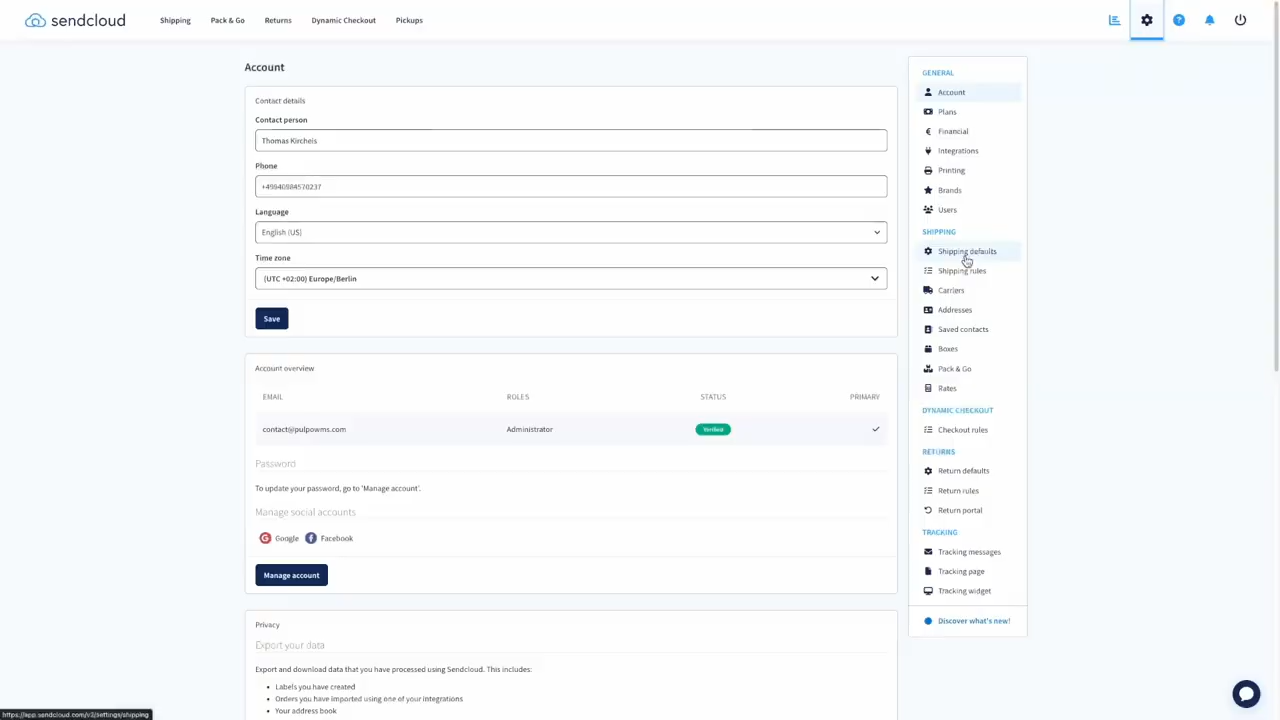 sendcloud
Shipping
Pack & Go
Returns
Dynamic Checkout
Pickups
Account
Contact details
Contact person
Thomas Kircheis
Phone
+49840984570237
Language
English (US)
Time zone
(UTC +02:00) Europe/Berlin
Save
Account overview
EMAIL ROLES STATUS PRIMARY
contact@pulpowms.com Administrator Verified
Password
To update your password, go to 'Manage account'.
Manage social accounts
Google Facebook
Manage account
Privacy
Export your data
Export and download data that you have processed using Sendcloud. This includes:
• Labels you have created
• Orders you have imported using one of your integrations
• Your address book
GENERAL
Account
Plans
Financial
Integrations
Printing
Brands
Users
SHIPPING
Shipping defaults
Shipping rules
Carriers
Addresses
Saved contacts
Boxes
Pack & Go
Rates
DYNAMIC CHECKOUT
Checkout rules
RETURNS
Return defaults
Return rules
Return portal
TRACKING
Tracking messages
Tracking page
Tracking widget
Discover what's new!
https://app.sendcloud.com/v2/settings/shipping